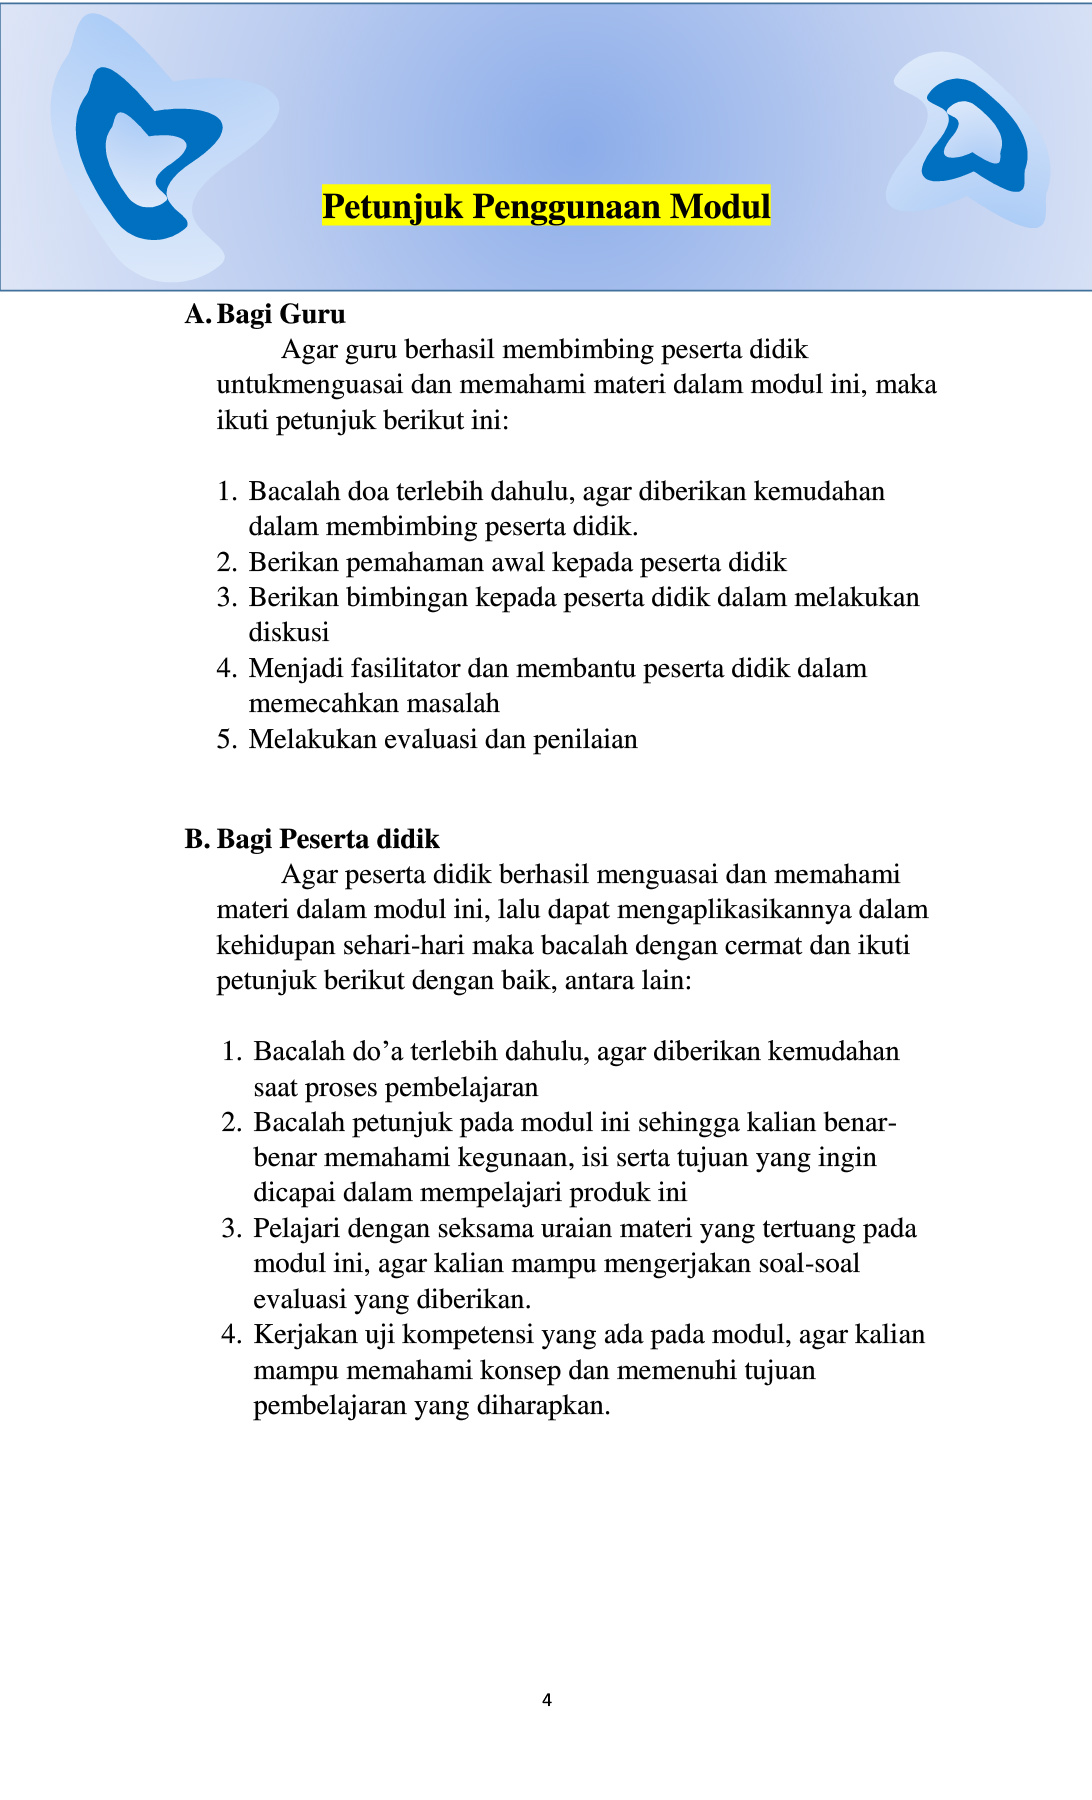 Petunjuk Penggunaan Modul
A. Bagi Guru
Agar guru berhasil membimbing peserta didik
untukmenguasai dan memahami materi dalam modul ini, maka
ikuti petunjuk berikut ini:
1. Bacalah doa terlebih dahulu, agar diberikan kemudahan
dalam membimbing peserta didik.
2. Berikan pemahaman awal kepada peserta didik
3. Berikan bimbingan kepada peserta didik dalam melakukan
diskusi
4. Menjadi fasilitator dan membantu peserta didik dalam
memecahkan masalah
5. Melakukan evaluasi dan penilaian
B. Bagi Peserta didik
Agar peserta didik berhasil menguasai dan memahami
materi dalam modul ini, lalu dapat mengaplikasikannya dalam
kehidupan sehari-hari maka bacalah dengan cermat dan ikuti
petunjuk berikut dengan baik, antara lain:
1. Bacalah do’a terlebih dahulu, agar diberikan kemudahan
saat proses pembelajaran
2. Bacalah petunjuk pada modul ini sehingga kalian benar-
benar memahami kegunaan, isi serta tujuan yang ingin
dicapai dalam mempelajari produk ini
3. Pelajari dengan seksama uraian materi yang tertuang pada
modul ini, agar kalian mampu mengerjakan soal-soal
evaluasi yang diberikan.
4. Kerjakan uji kompetensi yang ada pada modul, agar kalian
mampu memahami konsep dan memenuhi tujuan
pembelajaran yang diharapkan.
4